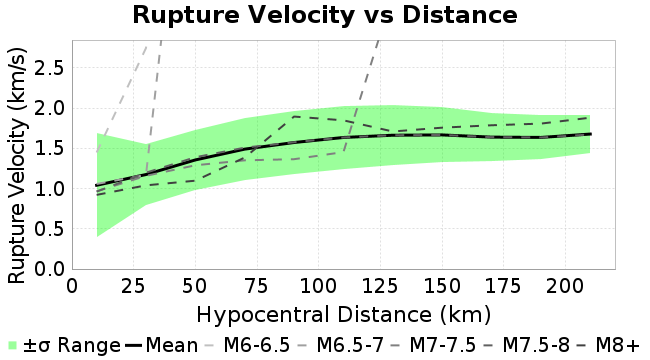 Rupture Velocity vs Distance
Rupture Velocity (km/s)
2.5
2.0
1.5
1.0
0.5
0.0
0 25 50 75 100 125 150 175 200
Hypocentral Distance (km)
±σ Range Mean M6-6.5 M6.5-7 M7-7.5 M7.5-8 M8+